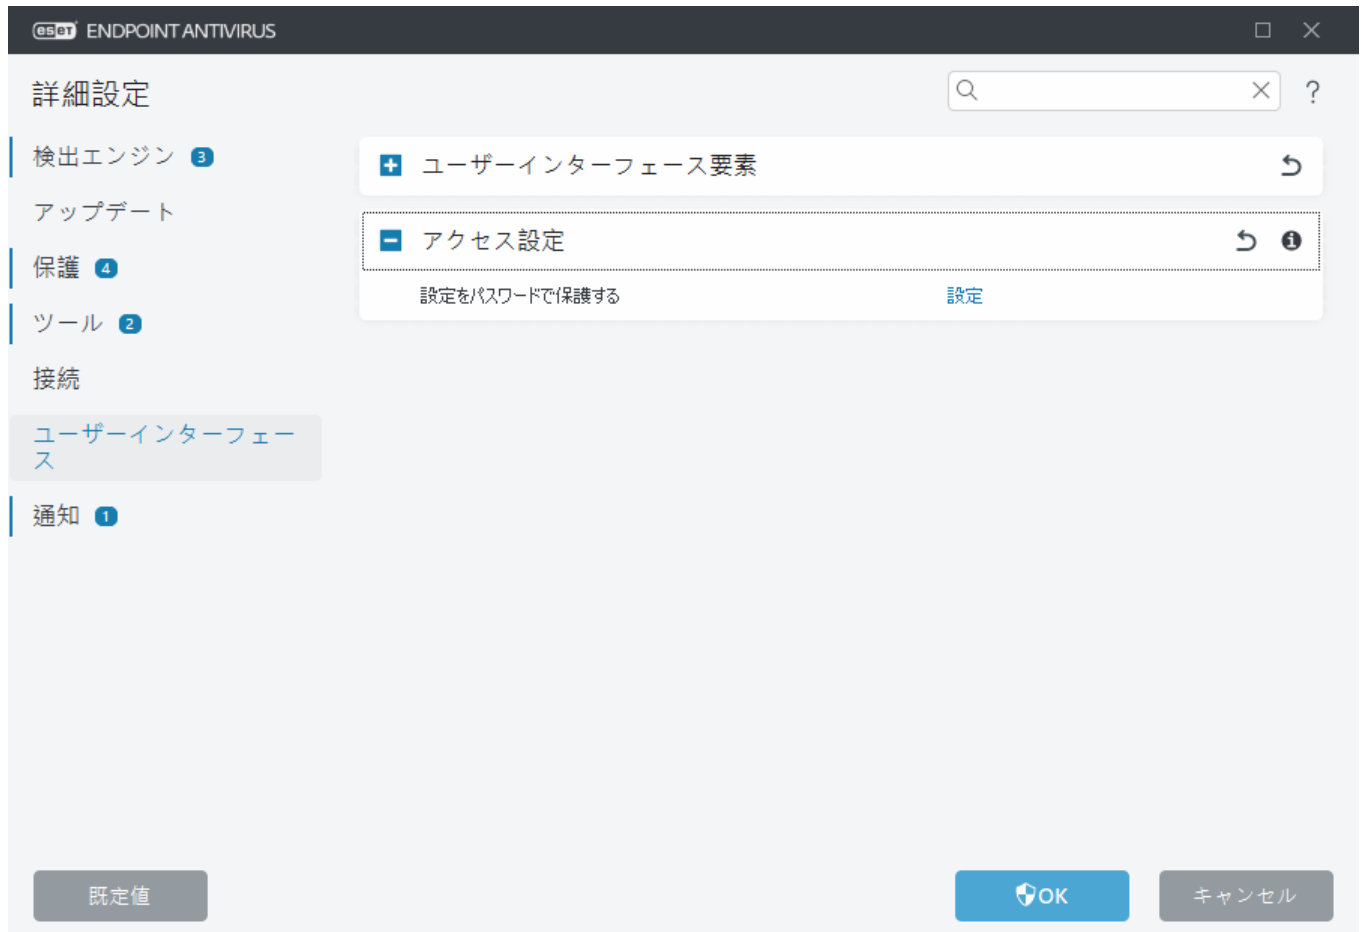 eset ENDPOINT ANTIVIRUS
詳細設定
?
検出エンジン 3
アップデート
保護 4
ツール 2
接続
ユーザーインターフェー
ス
通知 1
ユーザーインターフェース要素
アクセス設定
設定をパスワードで保護する 設定
既定値
OK
キャンセル